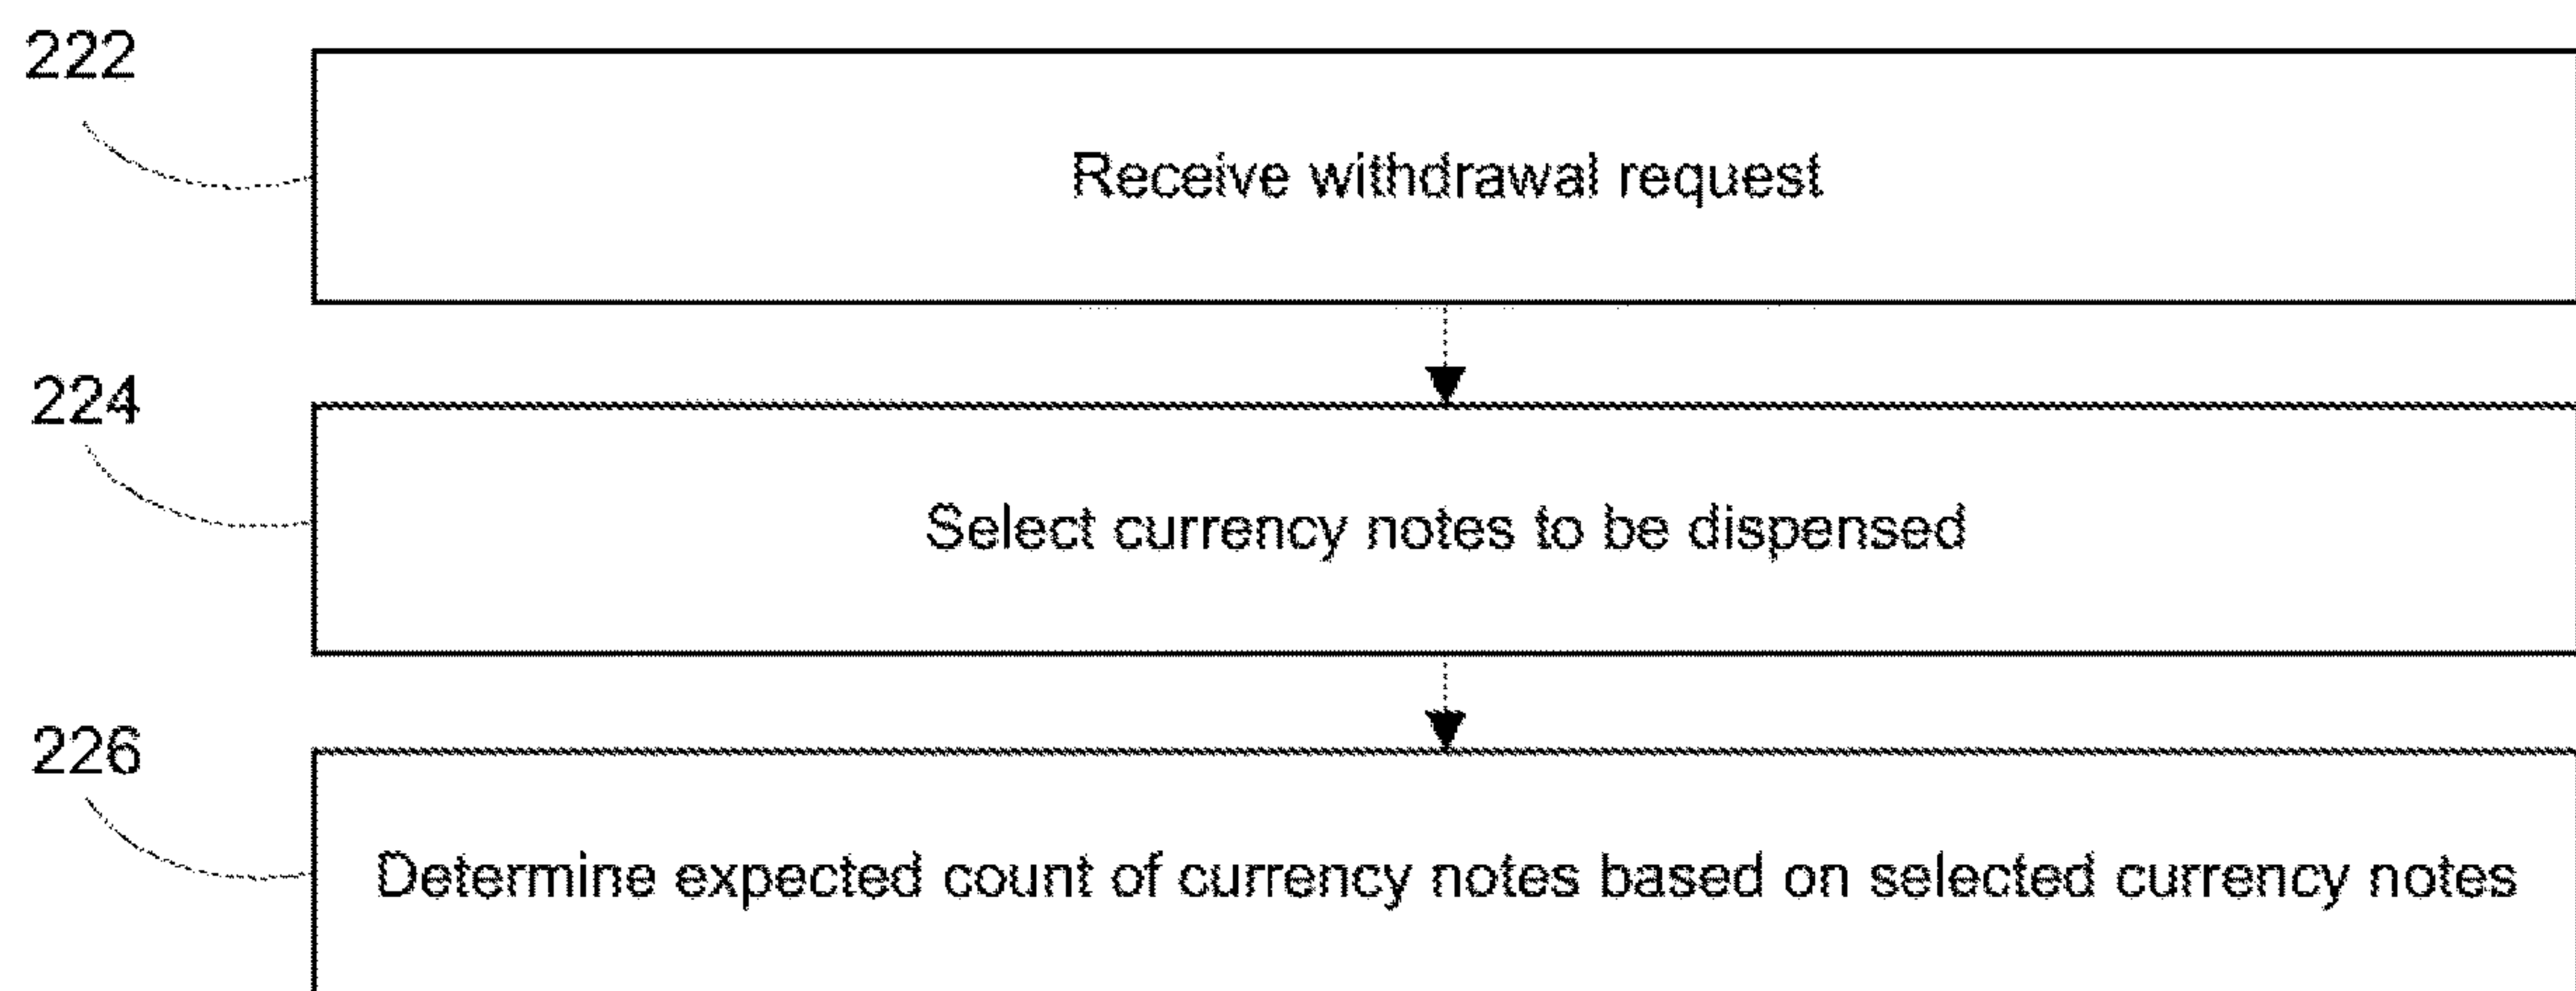 222
Receive withdrawal request
224
Select currency notes to be dispensed
226
Determine expected count of currency notes based on selected currency notes